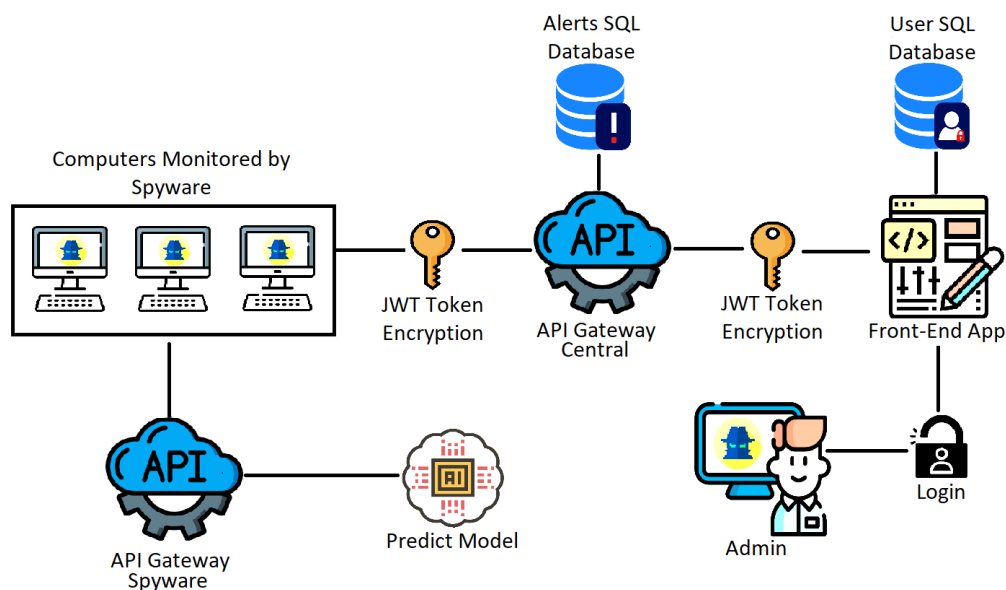 Alerts SQL
Database
User SQL
Database
Computers Monitored by
Spyware
API
</>
JWT Token
Encryption
API Gateway
Central
JWT Token
Encryption
Front-End App
API
AI
Predict Model
API Gateway
Spyware
Admin
Login